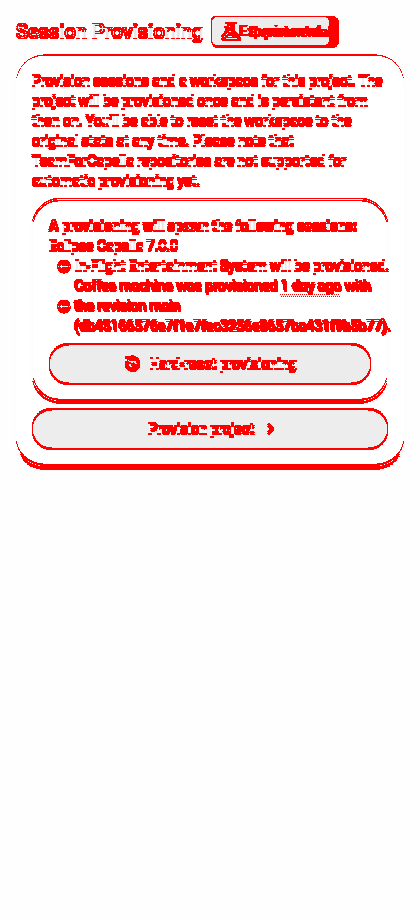 Session Provisioning Experimental
Provision sessions and a workspace for this project. The
project will be provisioned once and is persistent from
then on. You'll be able to reset the workspace to the
original state at any time. Please note that
TeamForCapella repositories are not supported for
automatic provisioning yet.
A provisioning will spawn the following sessions:
Eclipse Capella 7.0.0
In-Flight Entertainment System will be provisioned.
Coffee machine was provisioned 1 day ago with
the revision main
Hard-reset provisioning
Provision project